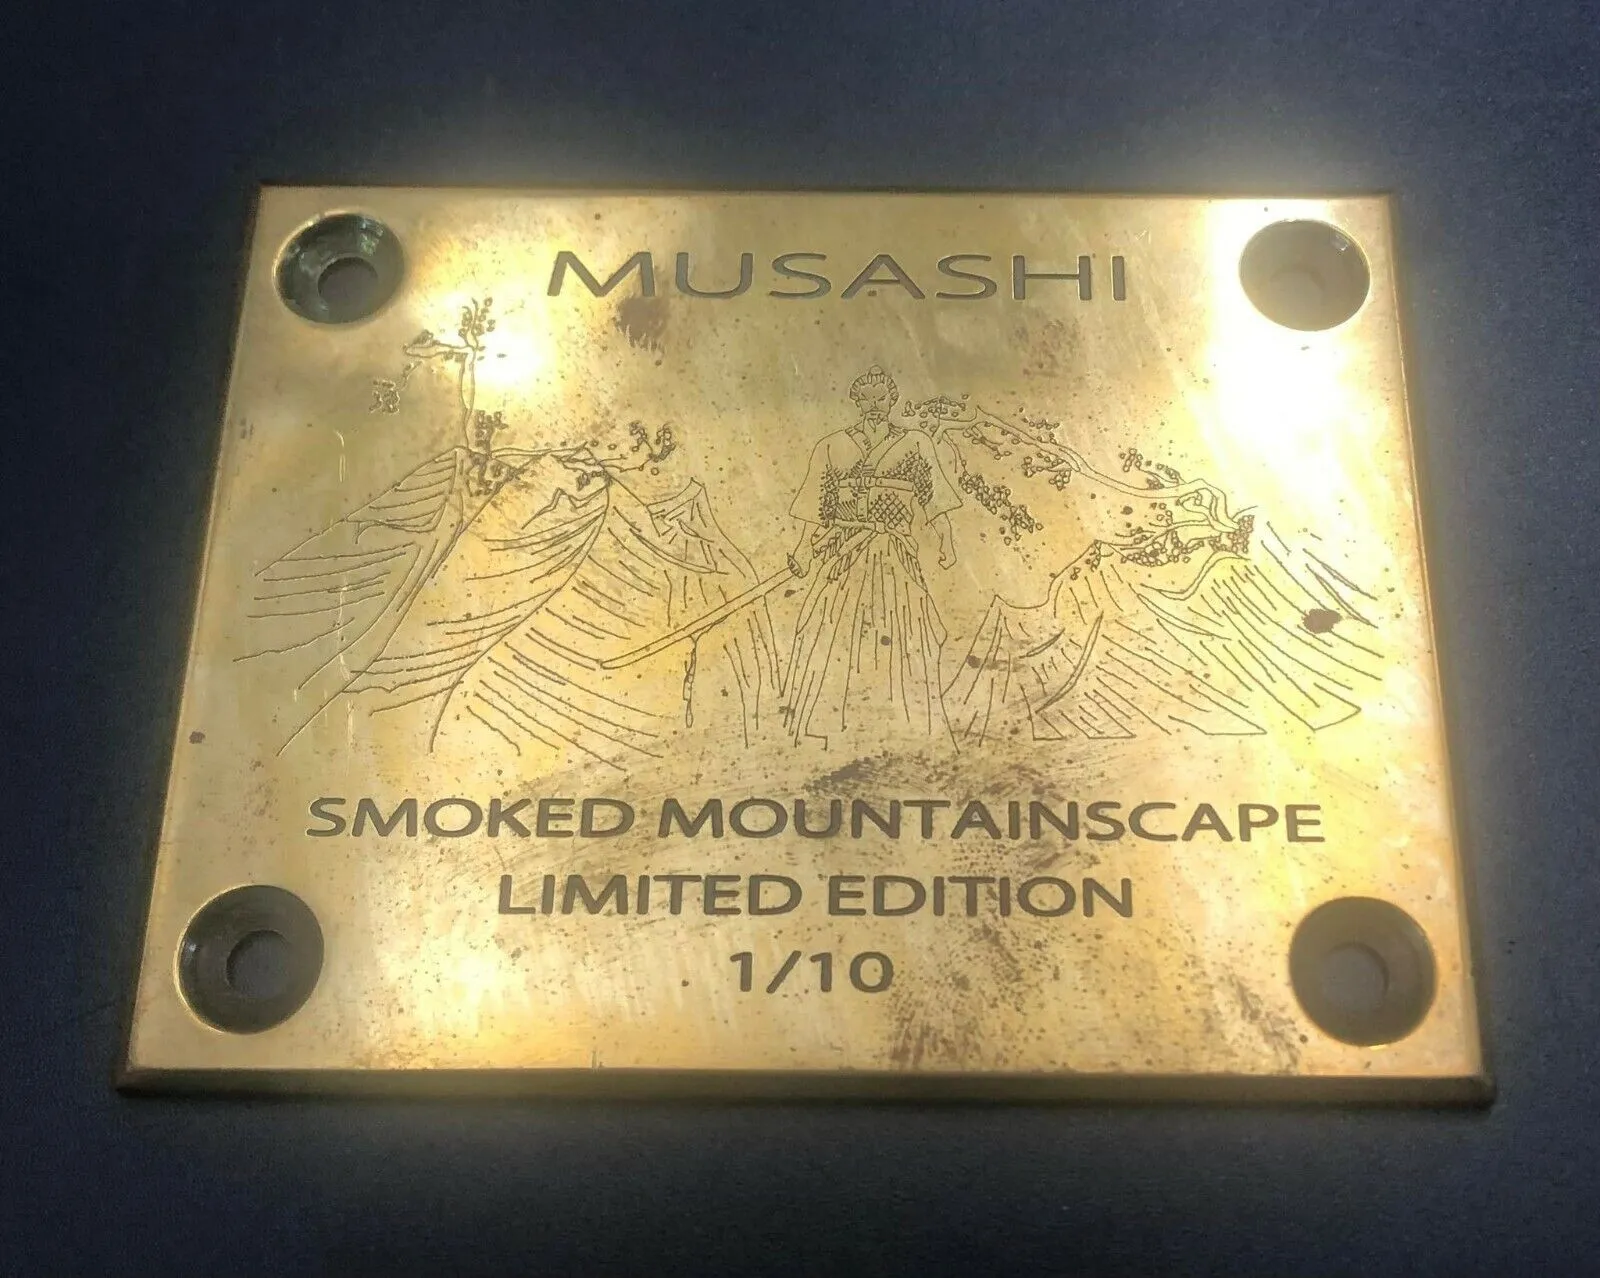 MUSASHI
SMOKED MOUNTAINSCAPE
LIMITED EDITION
1/10